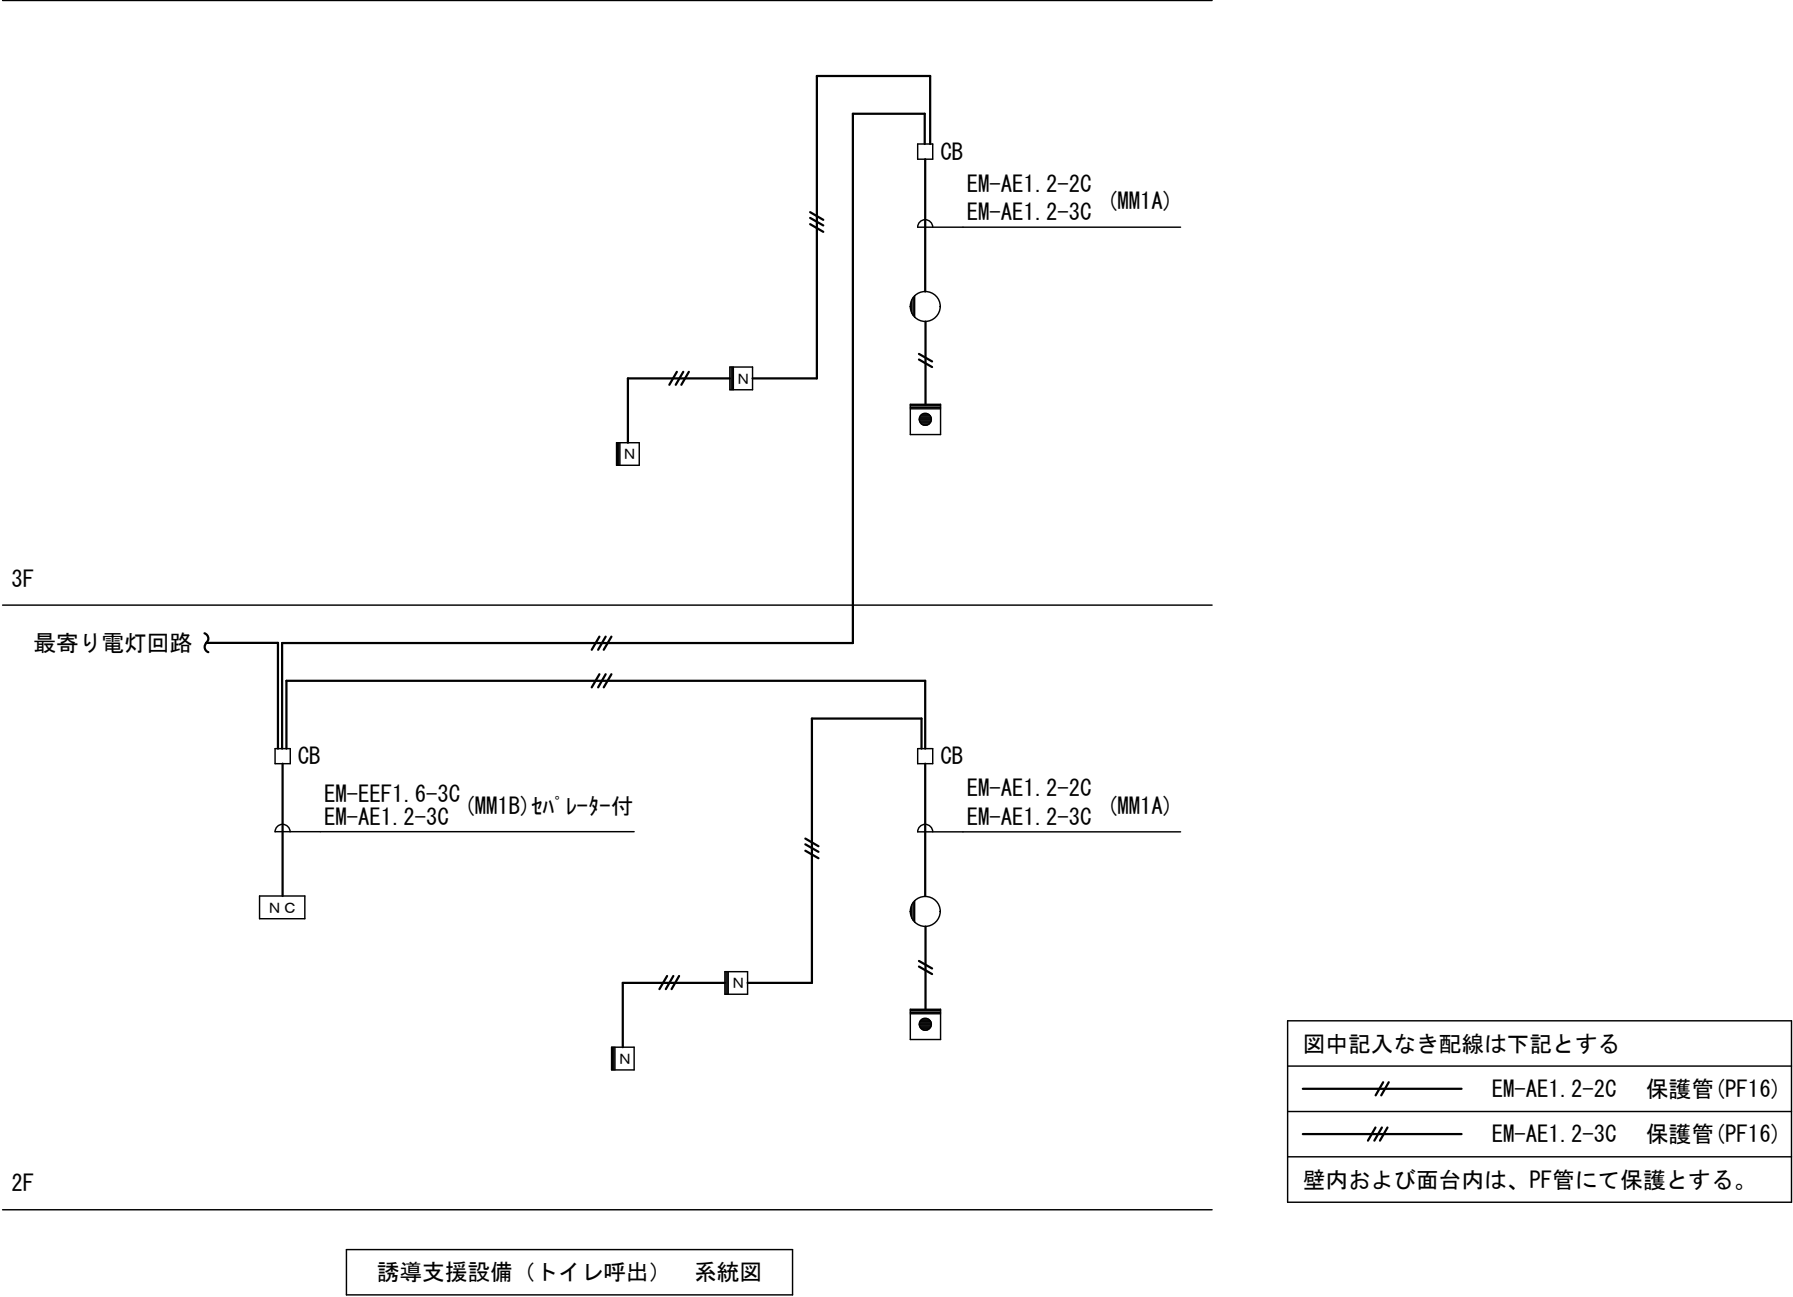 CB
EM-AE1.2-2C
EM-AE1.2-3C
(MM1A)
N
N
3F
最寄り電灯回路
CB
EM-EEF1.6-3C
EM-AE1.2-3C
(MM1B)ｾﾊﾟﾚｰﾀｰ付
NC
CB
EM-AE1.2-2C
EM-AE1.2-3C
(MM1A)
N
N
2F
図中記入なき配線は下記とする
EM-AE1.2-2C 保護管(PF16)
EM-AE1.2-3C 保護管(PF16)
壁内および面台内は、PF管にて保護とする。
誘導支援設備（トイレ呼出） 系統図